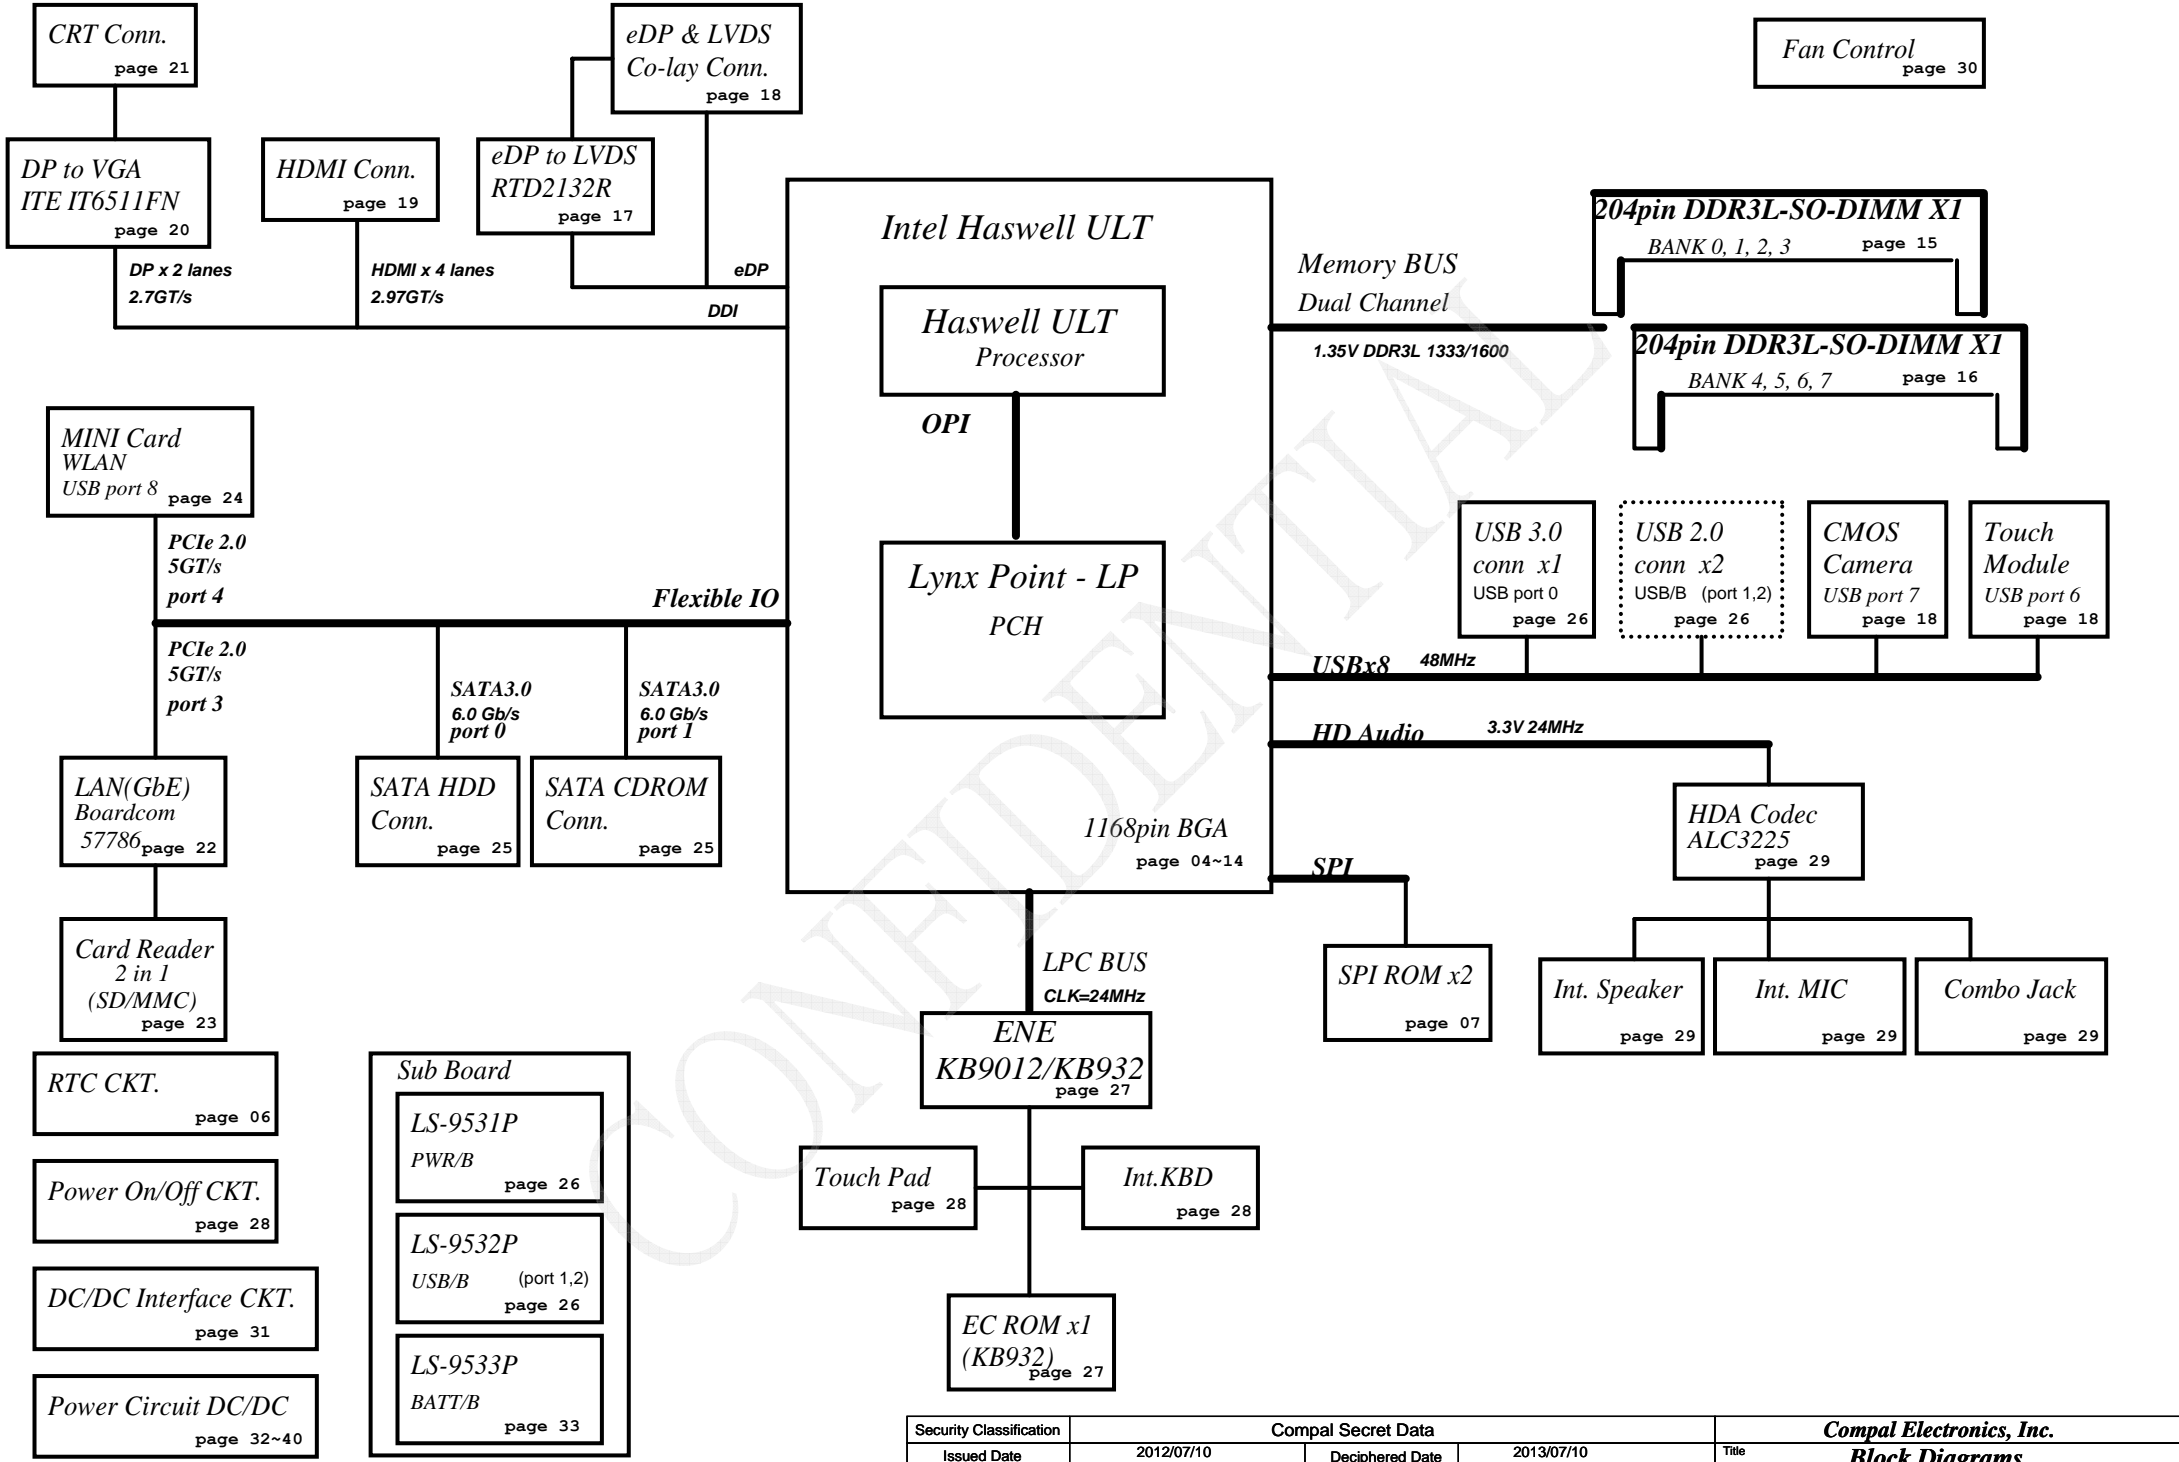 CRT Conn.
page 21
eDP & LVDS
Co-lay Conn.
page 18
Fan Control
page 30
DP to VGA
ITE IT6511FN
page 20
HDMI Conn.
page 19
eDP to LVDS
RTD2132R
page 17
DP x 2 lanes
2.7GT/s
HDMI x 4 lanes
2.97GT/s
eDP
DDI
Intel Haswell ULT
Haswell ULT
Processor
OPI
Lynx Point - LP
PCH
1168pin BGA
page 04~14
Memory BUS
Dual Channel
1.35V DDR3L 1333/1600
204pin DDR3L-SO-DIMM X1
BANK 0, 1, 2, 3
page 15
204pin DDR3L-SO-DIMM X1
BANK 4, 5, 6, 7
page 16
MINI Card
WLAN
USB port 8
page 24
PCIe 2.0
5GT/s
port 4
Flexible IO
PCIe 2.0
5GT/s
port 3
SATA3.0
6.0 Gb/s
port 0
SATA3.0
6.0 Gb/s
port 1
USB 3.0
conn x1
USB port 0
page 26
USB 2.0
conn x2
USB/B (port 1,2)
page 26
CMOS
Camera
USB port 7
page 18
Touch
Module
USB port 6
page 18
USBx8
48MHz
HD Audio
3.3V 24MHz
LAN(GbE)
Boardcom
57786
page 22
SATA HDD
Conn.
page 25
SATA CDROM
Conn.
page 25
HDA Codec
ALC3225
page 29
SPI
Card Reader
2 in 1
(SD/MMC)
page 23
LPC BUS
CLK=24MHz
SPI ROM x2
page 07
Int. Speaker
page 29
Int. MIC
page 29
Combo Jack
page 29
ENE
KB9012/KB932
page 27
RTC CKT.
page 06
Power On/Off CKT.
page 28
DC/DC Interface CKT.
page 31
Power Circuit DC/DC
page 32~40
Sub Board
LS-9531P
PWR/B
page 26
LS-9532P
USB/B (port 1,2)
page 26
LS-9533P
BATT/B
page 33
Touch Pad
page 28
Int.KBD
page 28
EC ROM x1
(KB932)
page 27
CONFIDENTIAL
Security Classification
Compal Secret Data
Compal Electronics, Inc.
Issued Date
2012/07/10
Deciphered Date
2013/07/10
Title
Block Diagrams